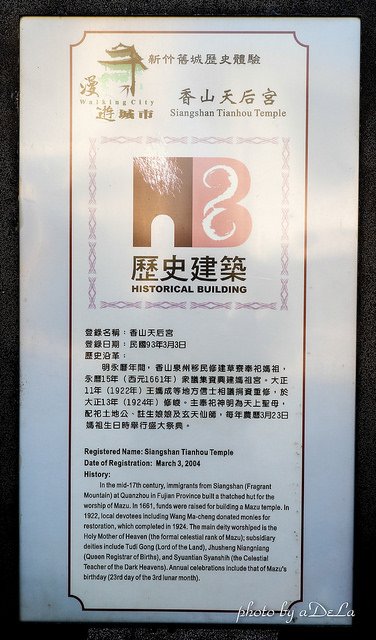 新竹舊城歷史體驗
漫
Walking City
遊城市
香山天后宮
Siangshan Tianhou Temple
歷史建築
HISTORICAL BUILDING
登錄名稱：香山天后宮
登錄日期：民國93年3月3日
歷史沿革：
明永曆年間，香山泉州移民修建草寮奉祀媽祖，
永曆15年（西元1661年）眾議集資興建媽祖宮。大正
11年（1922年）王媽成等地方信士相議捐資重修，於
大正13年（1924年）修竣。主奉祀神明為天上聖母，
配祀土地公、註生娘娘及玄天仙師，每年農曆3月23日
媽祖生日時舉行盛大祭典。
Registered Name: Siangshan Tianhou Temple
Date of Registration: March 3, 2004
History:
In the mid-17th century, immigrants from Siangshan (Fragrant
Mountain) at Quanzhou in Fujian Province built a thatched hut for the
worship of Mazu. In 1661, funds were raised for building a Mazu temple. In
1922, local devotees including Wang Ma-cheng donated monies for
restoration, which completed in 1924. The main deity worshiped is the
Holy Mother of Heaven (the formal celestial rank of Mazu); subsidiary
deities include Tudi Gong (Lord of the Land), Jhusheng Niangniang
(Queen Registrar of Births), and Syuantian Syanshih (the Celestial
Teacher of the Dark Heavens). Annual celebrations include that of Mazu's
birthday (23rd day of the 3rd lunar month).
photo by aDeLa